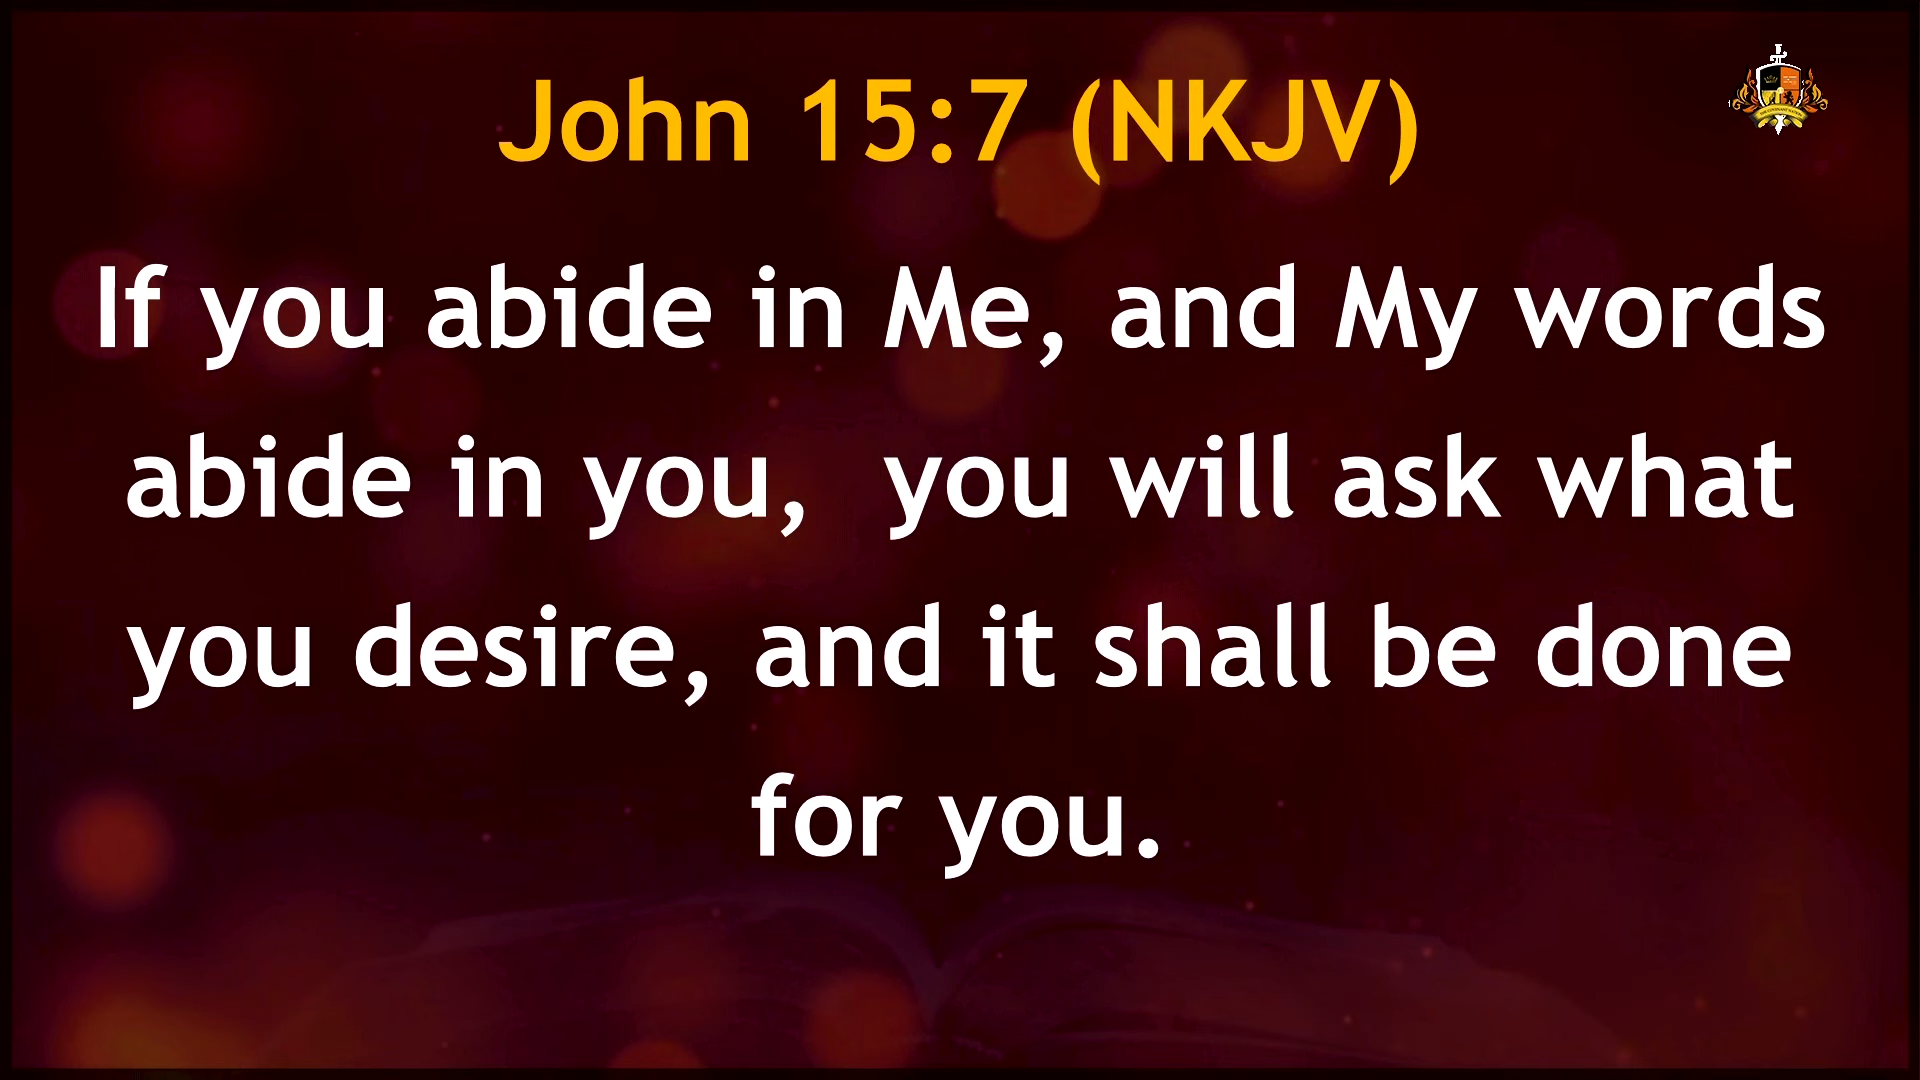 John 15:7 (NKJV)
If you abide in Me, and My words
abide in you,  you will ask what
you desire, and it shall be done
for you.